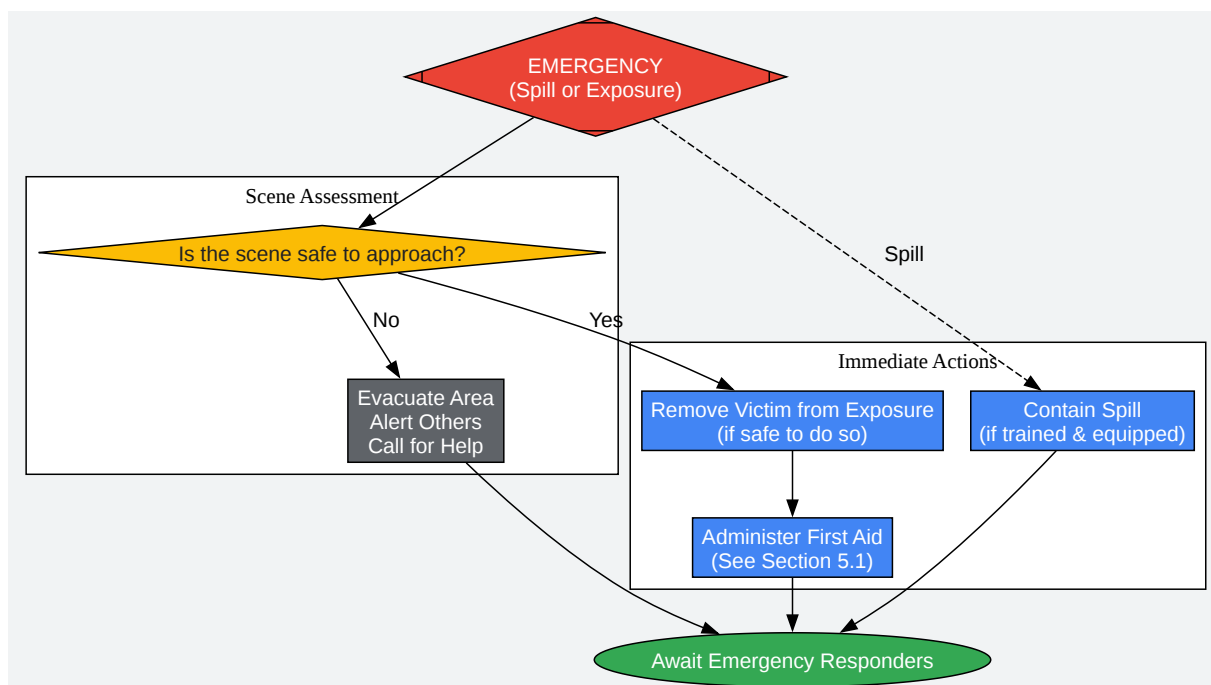 EMERGENCY
(Spill or Exposure)
Scene Assessment
Is the scene safe to approach?
Spill
No
Yes
Immediate Actions
Evacuate Area
Alert Others
Call for Help
Remove Victim from Exposure
(if safe to do so)
Contain Spill
(if trained & equipped)
Administer First Aid
(See Section 5.1)
Await Emergency Responders